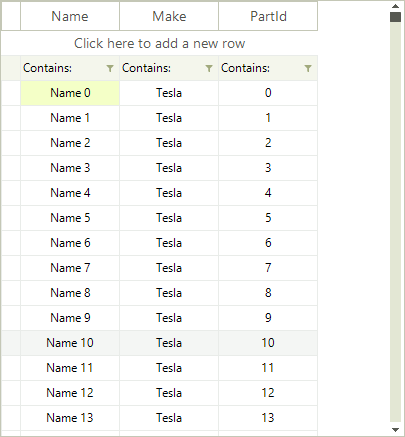 Name Make PartId
Click here to add a new row
Contains: Contains: Contains:
Name 0 Tesla 0
Name 1 Tesla 1
Name 2 Tesla 2
Name 3 Tesla 3
Name 4 Tesla 4
Name 5 Tesla 5
Name 6 Tesla 6
Name 7 Tesla 7
Name 8 Tesla 8
Name 9 Tesla 9
Name 10 Tesla 10
Name 11 Tesla 11
Name 12 Tesla 12
Name 13 Tesla 13